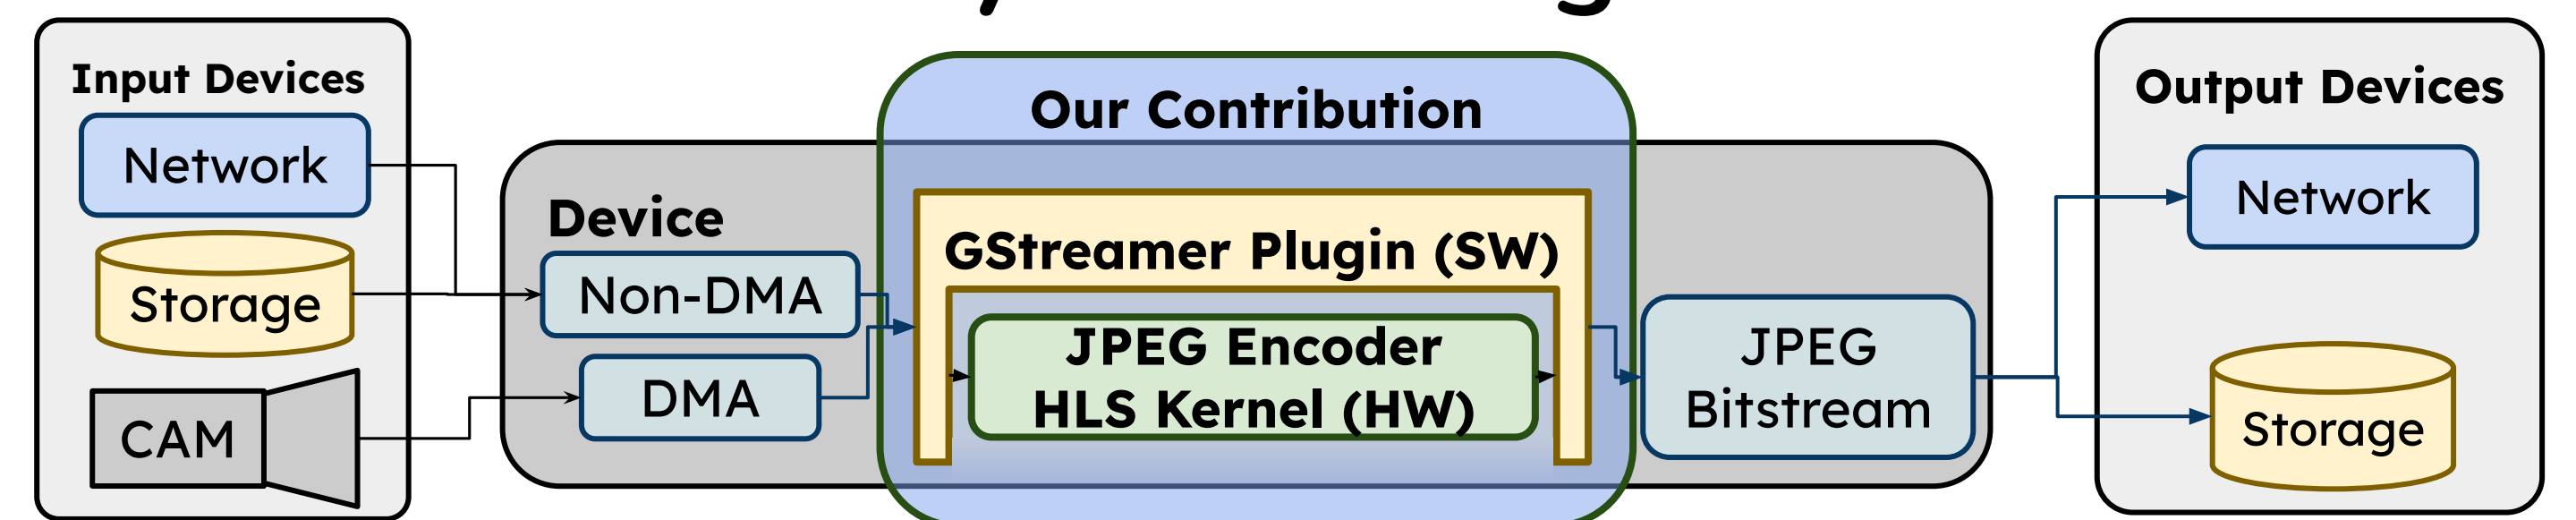 Input Devices
Network
Storage
CAM
Device
Non-DMA
DMA
Our Contribution
GStreamer Plugin (SW)
JPEG Encoder
HLS Kernel (HW)
JPEG
Bitstream
Output Devices
Network
Storage